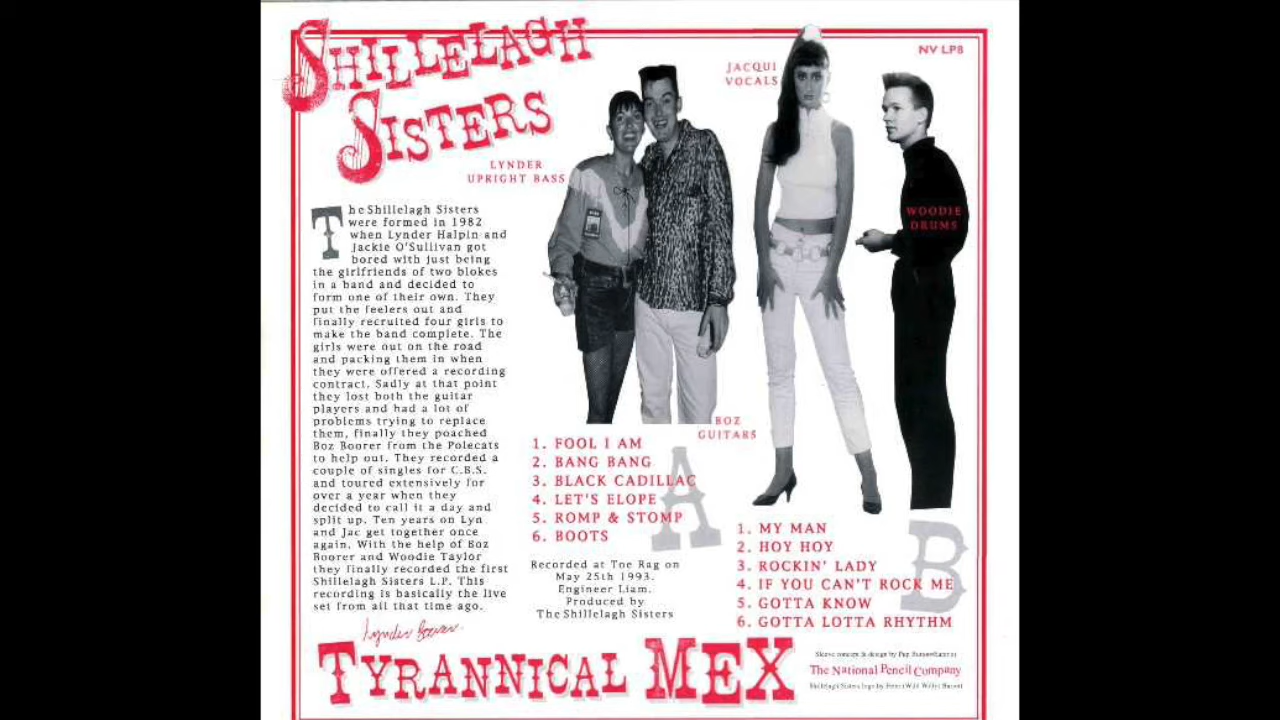 SHILLELAGH
SISTERS
NV LP8
JACQUI
VOCALS
LYNDER
UPRIGHT BASS
WOODIE
DRUMS
The Shillelagh Sisters
were formed in 1982
when Lynder Halpin and
Jackie O'Sullivan got
bored with just being
the girlfriends of two blokes
in a band and decided to
form one of their own. They
put the feelers out and
finally recruited four girls to
make the band complete. The
girls were out on the road
and packing them in when
they were offered a recording
contract. Sadly at that point
they lost both the guitar
players and had a lot of
problems trying to replace
them, finally they poached
Boz Boorer from the Polecats
to help out. They recorded a
couple of singles for C.B.S.
and toured extensively for
over a year when they
decided to call it a day and
split up. Ten years on Lyn
and Jac get together once
again. With the help of Boz
Boorer and Woodie Taylor
they finally recorded the first
Shillelagh Sisters L.P. This
recording is basically the live
set from all that time ago.
Lynder Boorer.
BOZ
GUITARS
A
1. FOOL I AM
2. BANG BANG
3. BLACK CADILLAC
4. LET'S ELOPE
5. ROMP & STOMP
6. BOOTS
Recorded at Toe Rag on
May 25th 1993.
Engineer Liam.
Produced by
The Shillelagh Sisters
B
1. MY MAN
2. HOY HOY
3. ROCKIN' LADY
4. IF YOU CAN'T ROCK ME
5. GOTTA KNOW
6. GOTTA LOTTA RHYTHM
TYRANNICAL MEX
Sleeve concept & design by
The National Pencil Company
Shillelagh Sisters logo by